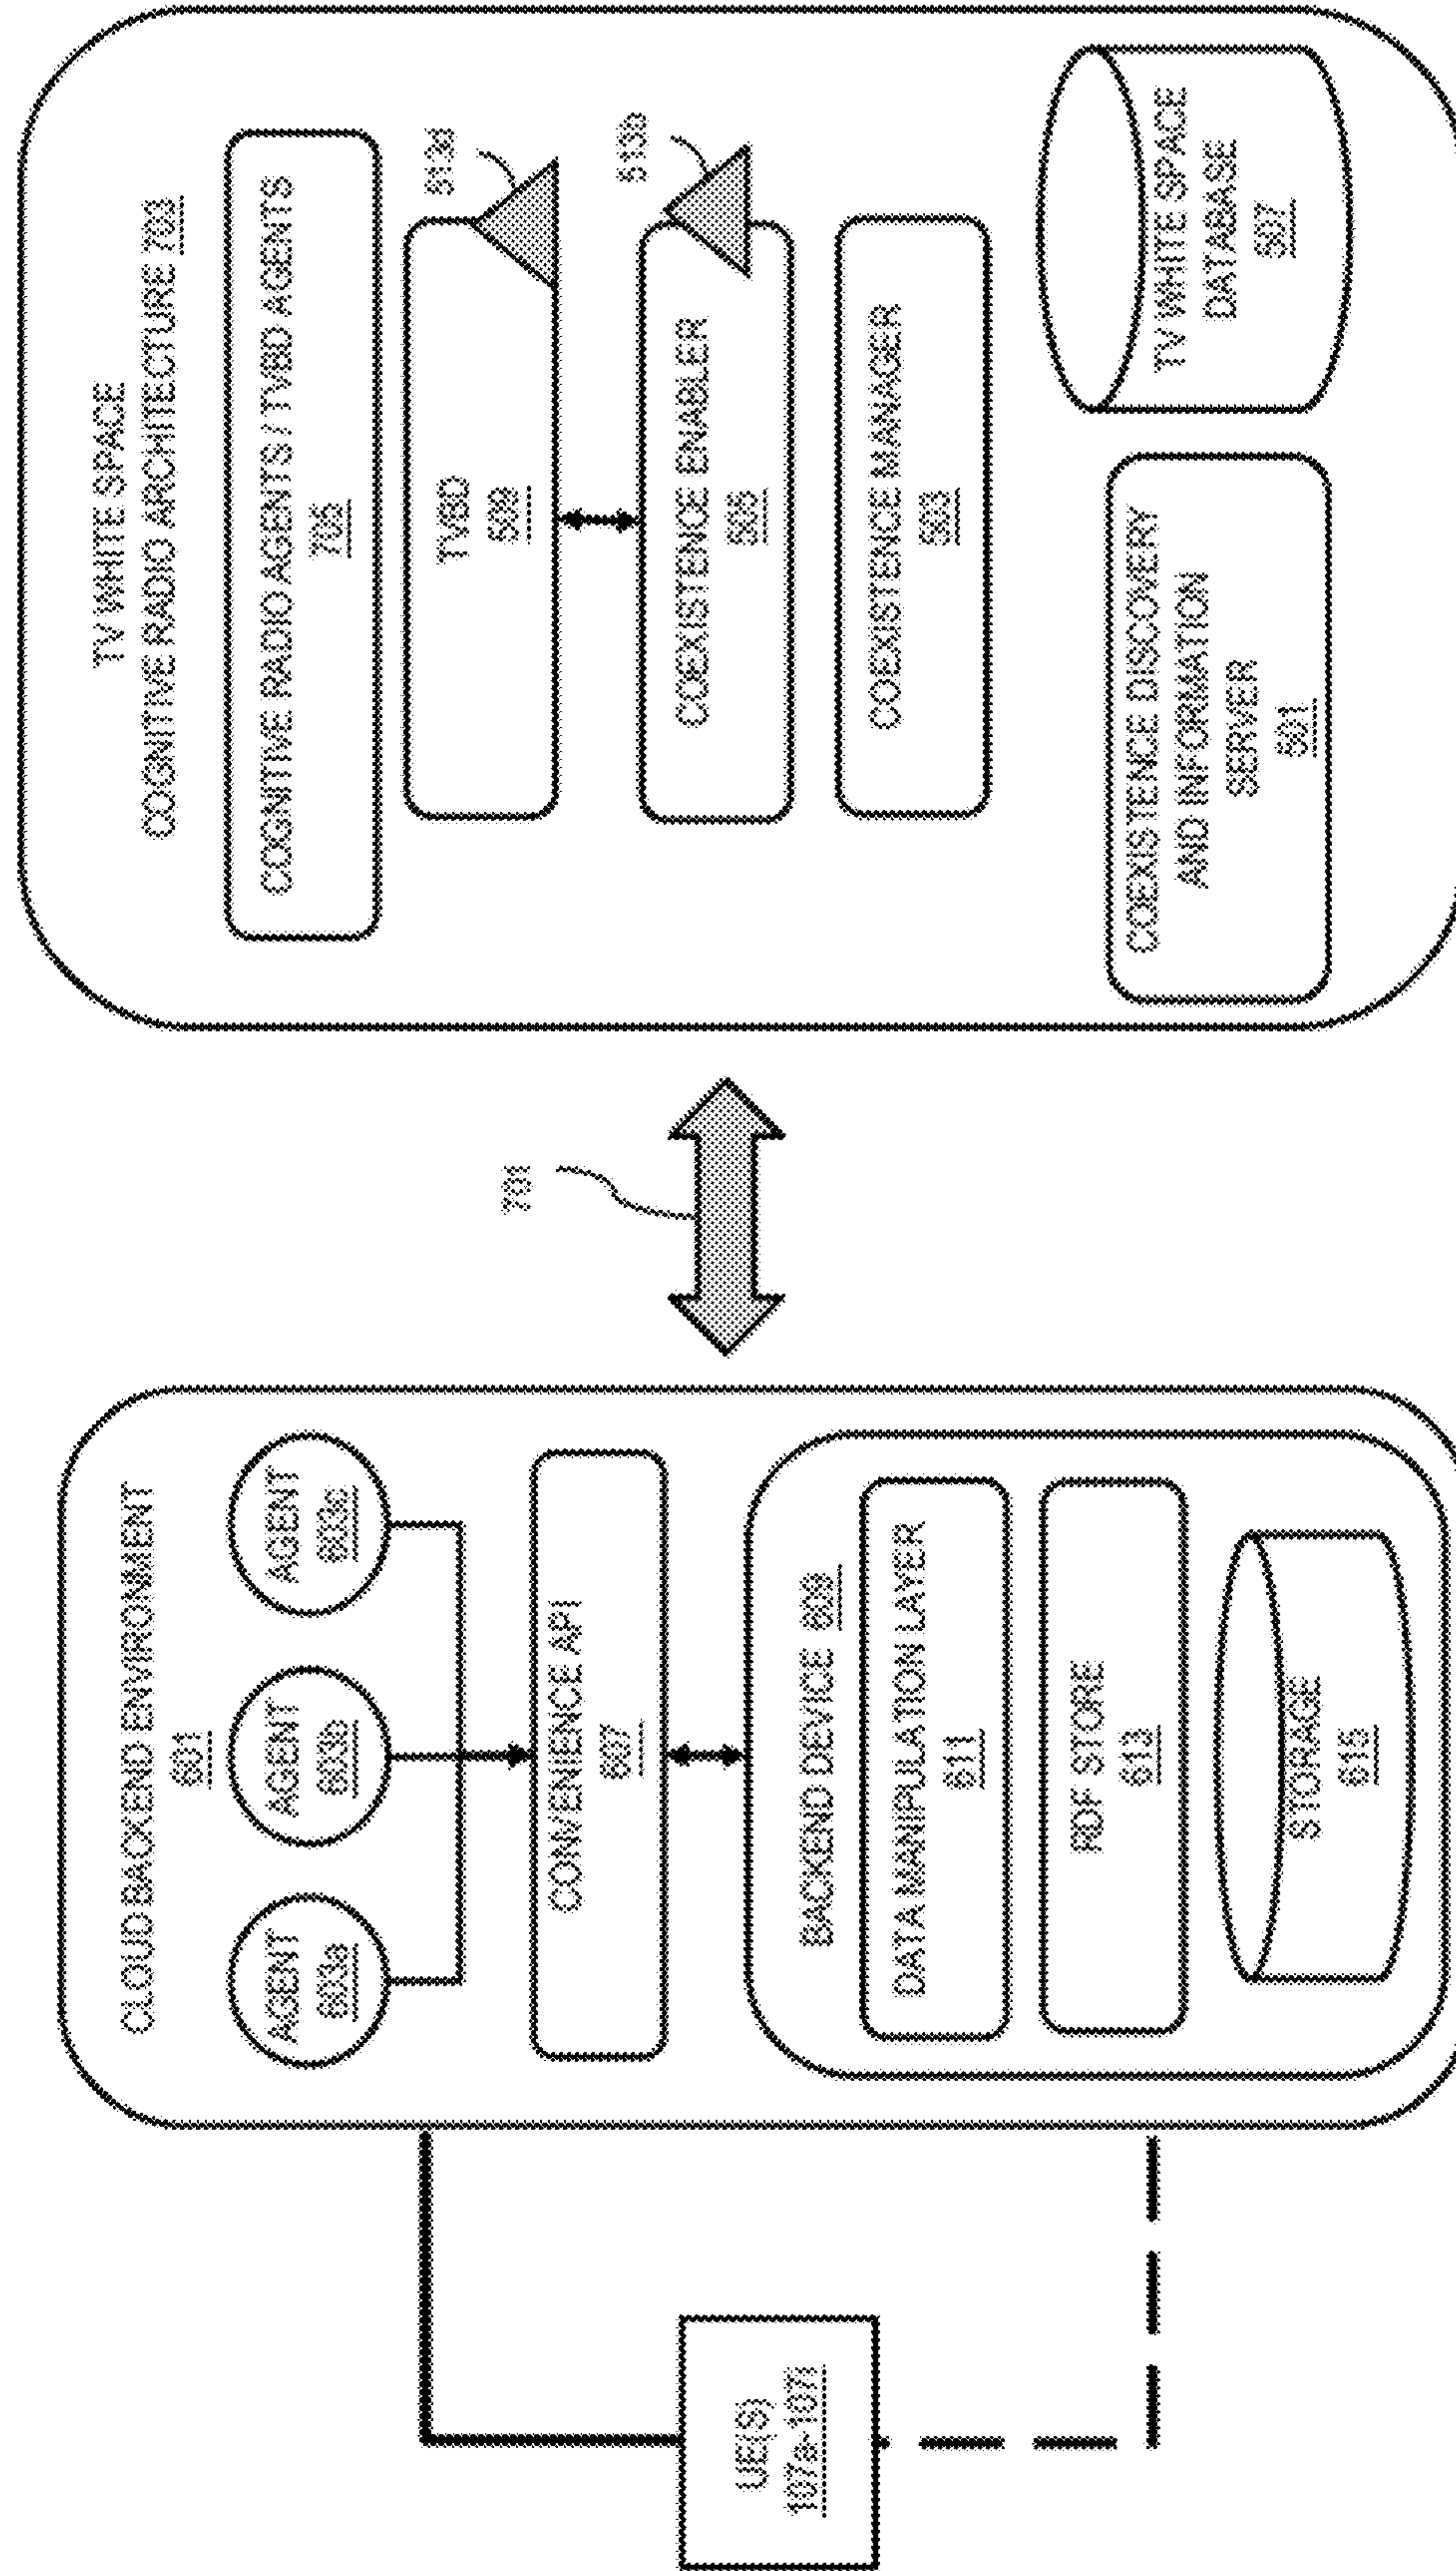 UE(S)
107a-107i
CLOUD BACKEND ENVIRONMENT
601
AGENT
603a
AGENT
603b
AGENT
603c
CONVENIENCE API
607
BACKEND DEVICE 609
DATA MANIPULATION LAYER
611
RDF STORE
613
STORAGE
615
701
TV WHITE SPACE
COGNITIVE RADIO ARCHITECTURE 703
COGNITIVE RADIO AGENTS / TVBD AGENTS
705
TVBD
509
513d
COEXISTENCE ENABLER
505
513b
COEXISTENCE MANAGER
503
COEXISTENCE DISCOVERY
AND INFORMATION
SERVER
501
TV WHITE SPACE
DATABASE
507